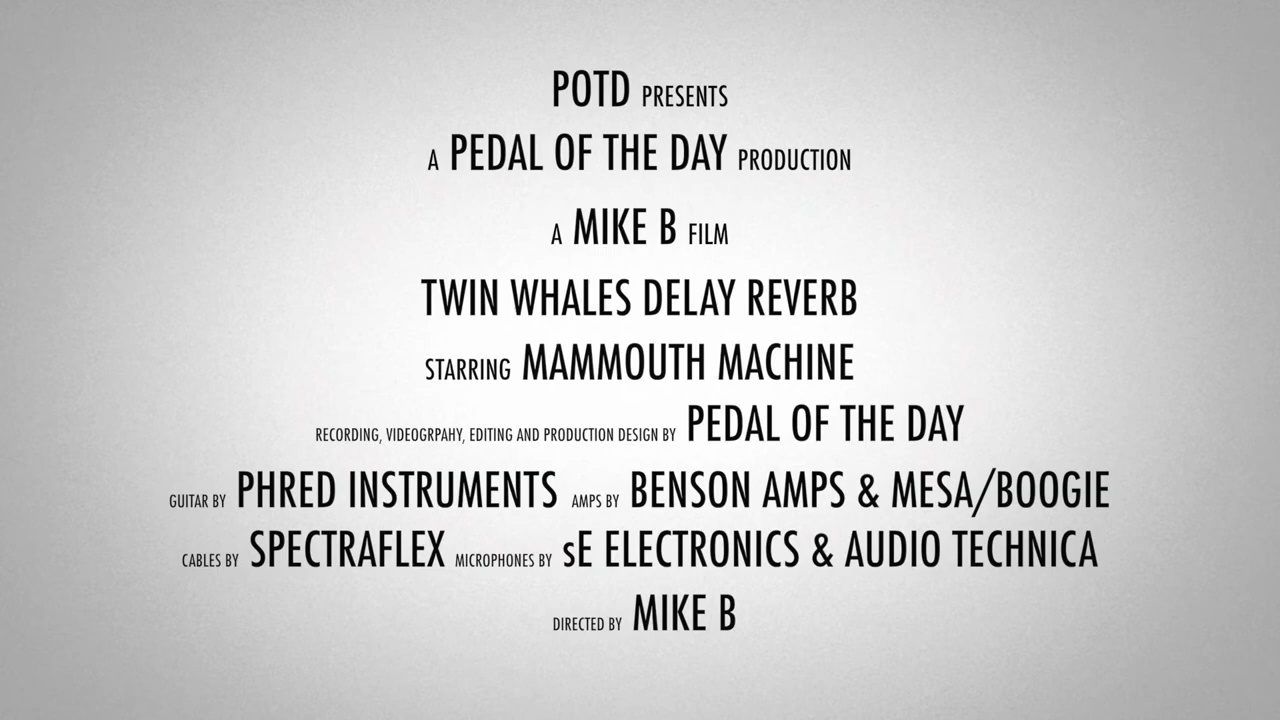 POTD PRESENTS
A PEDAL OF THE DAY PRODUCTION
A MIKE B FILM
TWIN WHALES DELAY REVERB
STARRING MAMMOUTH MACHINE
RECORDING, VIDEOGRPAHY, EDITING AND PRODUCTION DESIGN BY PEDAL OF THE DAY
GUITAR BY PHRED INSTRUMENTS AMPS BY BENSON AMPS & MESA/BOOGIE
CABLES BY SPECTRAFLEX MICROPHONES BY sE ELECTRONICS & AUDIO TECHNICA
DIRECTED BY MIKE B